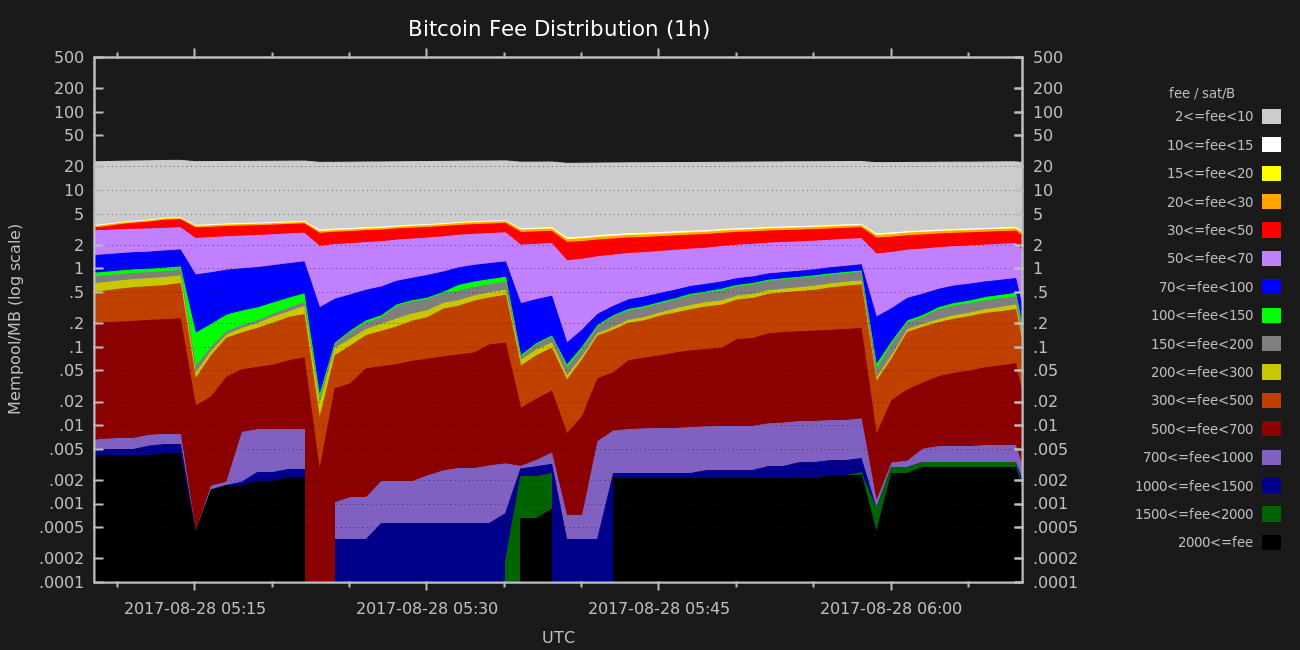 Bitcoin Fee Distribution (1h)
Mempool/MB (log scale)
500
200
100
50
20
10
5
2
1
.5
.2
.1
.05
.02
.01
.005
.002
.001
.0005
.0002
.0001
500
200
100
50
20
10
5
2
1
.5
.2
.1
.05
.02
.01
.005
.002
.001
.0005
.0002
.0001
2017-08-28 05:15 2017-08-28 05:30 2017-08-28 05:45 2017-08-28 06:00
UTC
fee / sat/B
2<=fee<10
10<=fee<15
15<=fee<20
20<=fee<30
30<=fee<50
50<=fee<70
70<=fee<100
100<=fee<150
150<=fee<200
200<=fee<300
300<=fee<500
500<=fee<700
700<=fee<1000
1000<=fee<1500
1500<=fee<2000
2000<=fee